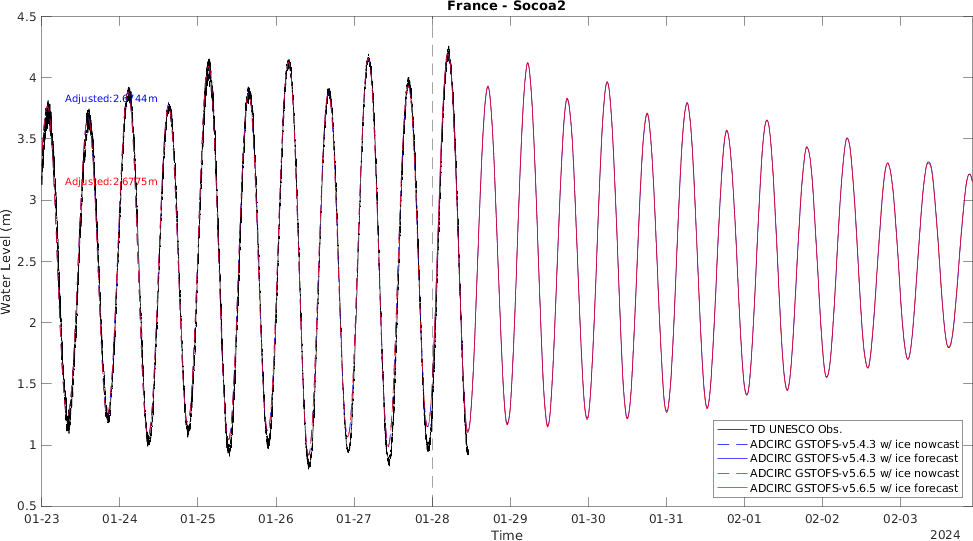 France - Socoa2
4.5
4
3.5
3
2.5
2
1.5
1
0.5
Water Level (m)
Adjusted:2.6744m
Adjusted:2.6775m
TD UNESCO Obs.
ADCIRC GSTOFS-v5.4.3 w/ ice nowcast
ADCIRC GSTOFS-v5.4.3 w/ ice forecast
ADCIRC GSTOFS-v5.6.5 w/ ice nowcast
ADCIRC GSTOFS-v5.6.5 w/ ice forecast
01-23 01-24 01-25 01-26 01-27 01-28 01-29 01-30 01-31 02-01 02-02 02-03
Time
2024